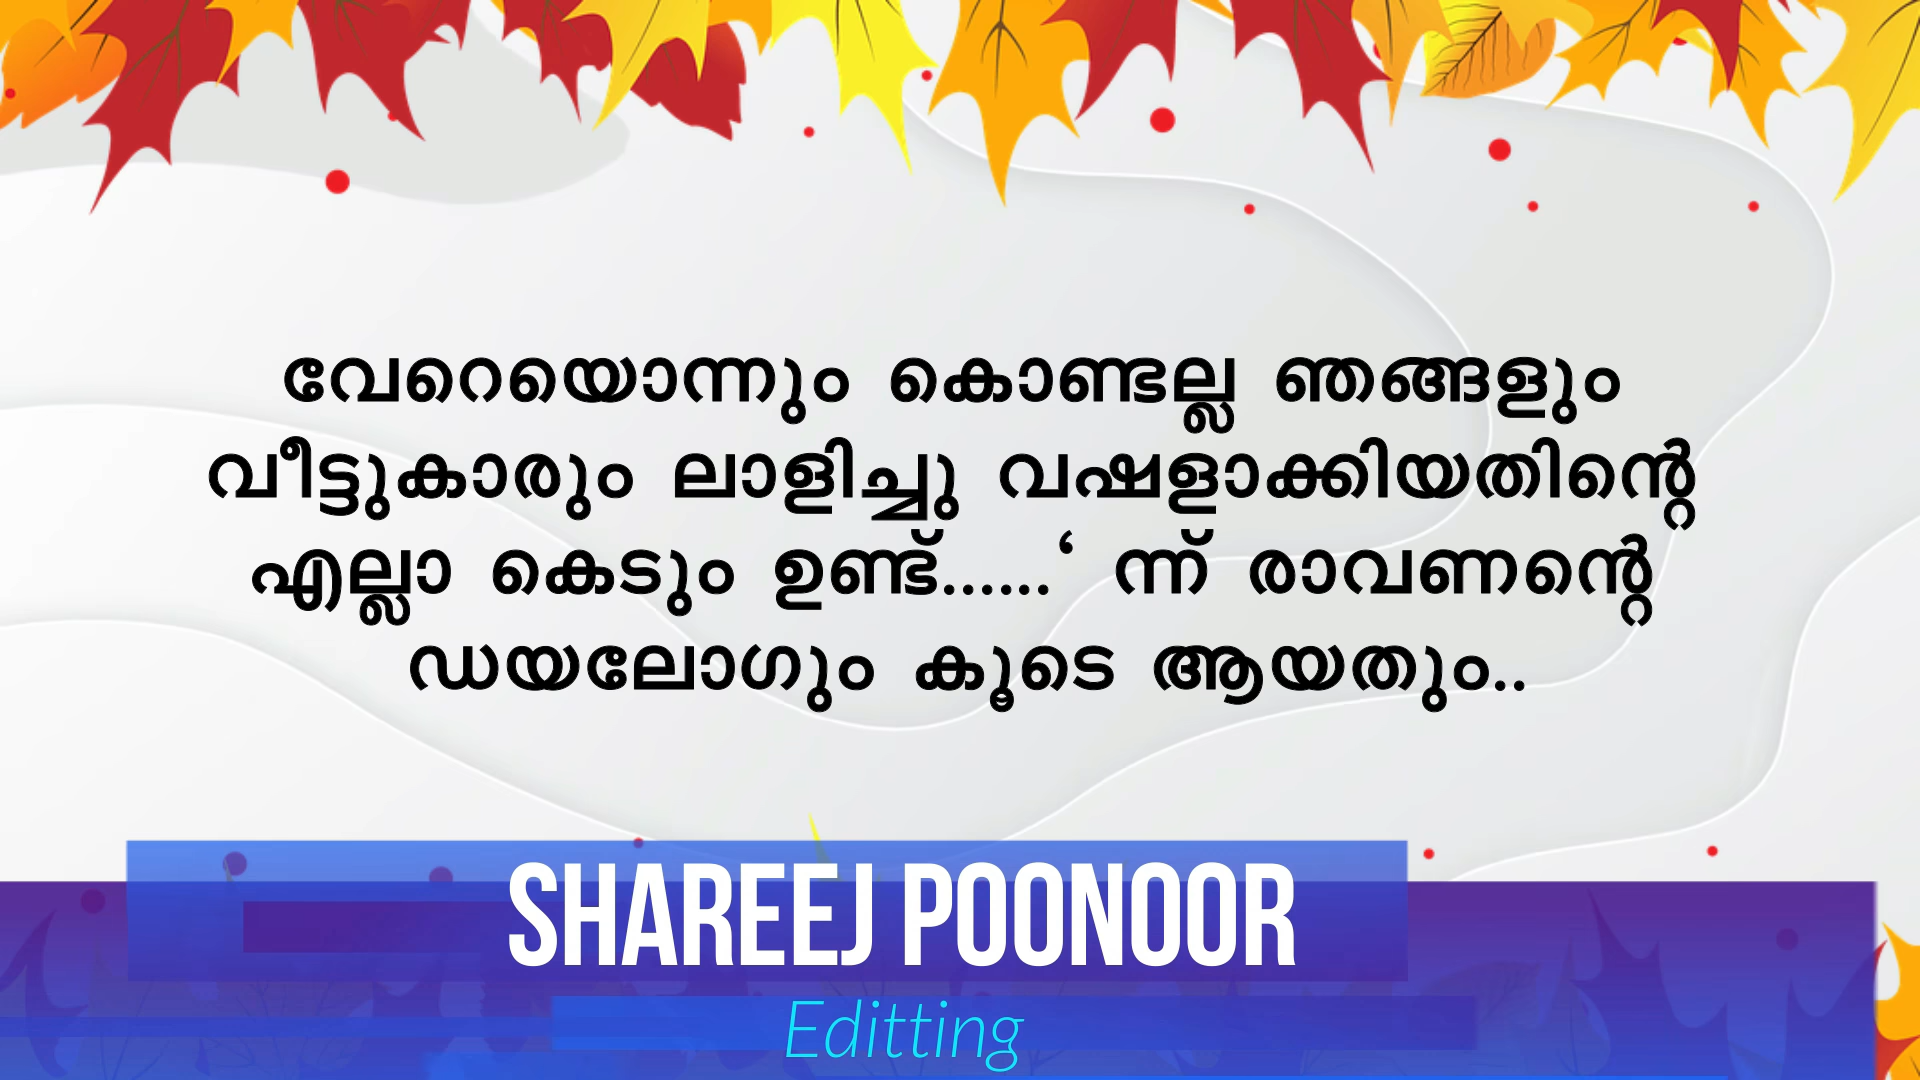 വേറെയൊന്നും കൊണ്ടല്ല ഞങ്ങളും
വീട്ടുകാരും ലാളിച്ചു വഷളാക്കിയതിന്റെ
എല്ലാ കെടും ഉണ്ട്......‘ ന്ന് രാവണന്റെ
ഡയലോഗും കൂടെ ആയതും..
SHAREEJ POONOOR
Editting